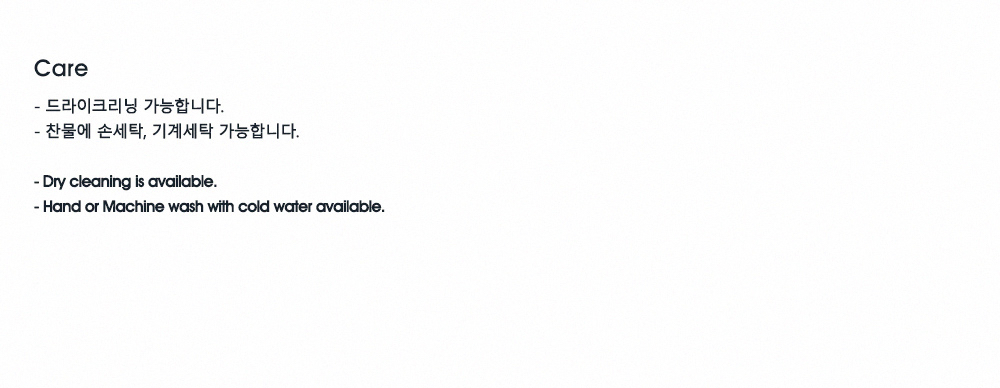 Care
- 드라이크리닝 가능합니다.
- 찬물에 손세탁, 기계세탁 가능합니다.
- Dry cleaning is available.
- Hand or Machine wash with cold water available.